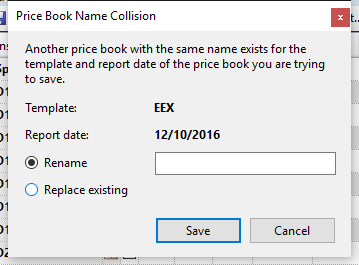 Price Book Name Collision
x
Another price book with the same name exists for the
template and report date of the price book you are trying
to save.
Template: EEX
Report date: 12/10/2016
Rename
Replace existing
Save Cancel